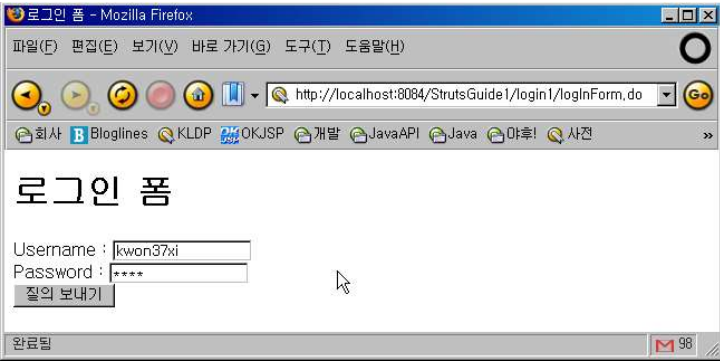 로그인 폼 - Mozilla Firefox
파일(F) 편집(E) 보기(V) 바로 가기(G) 도구(T) 도움말(H)
http://localhost:8084/StrutsGuide1/login1/logInForm.do Go
회사 Bloglines KLDP OKJSP 개발 JavaAPI Java 야후! 사전 »
로그인 폼
Username : kwon37xi
Password : ****
질의 보내기
완료됨 98